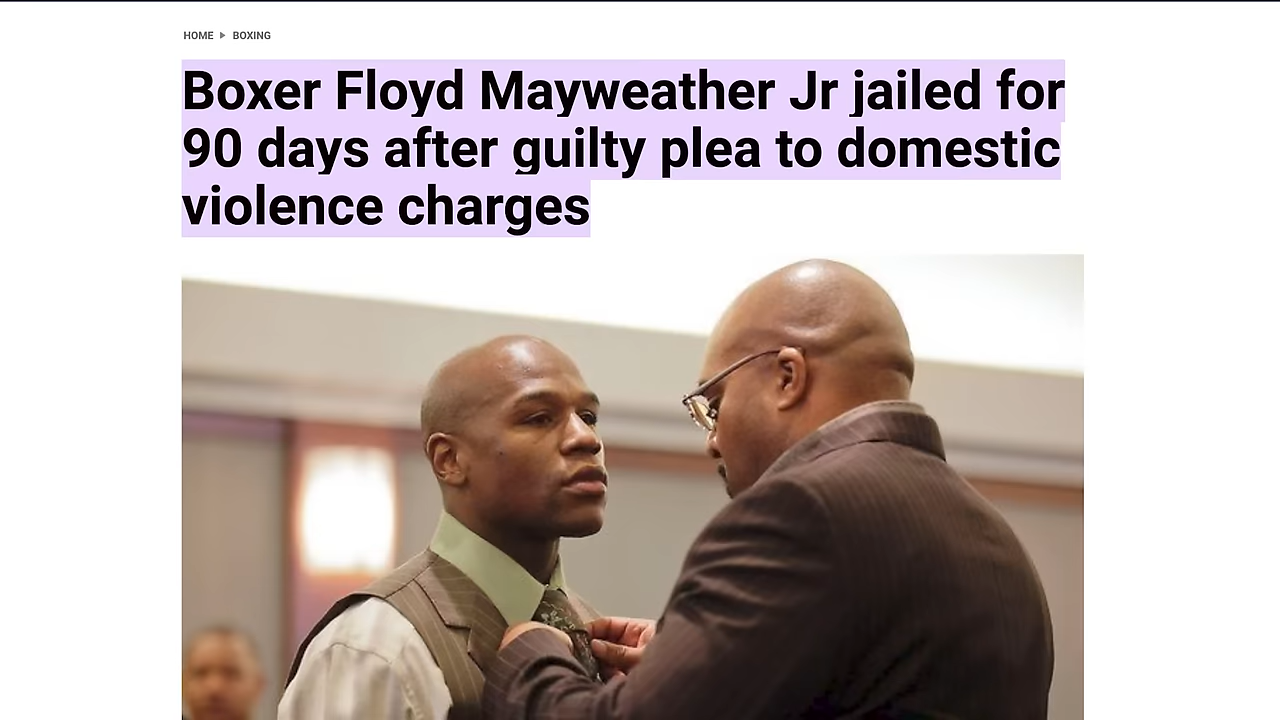 HOME ▶ BOXING
Boxer Floyd Mayweather Jr jailed for
90 days after guilty plea to domestic
violence charges